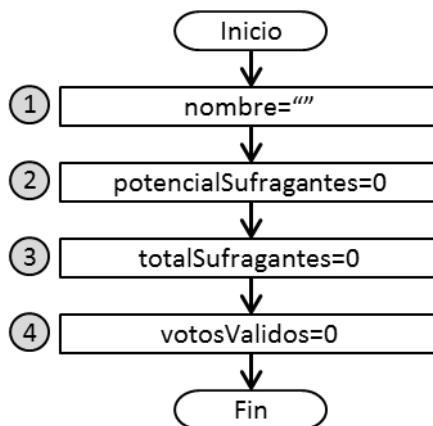 Inicio
1 nombre=“”
2 potencialSufragantes=0
3 totalSufragantes=0
4 votosValidos=0
Fin